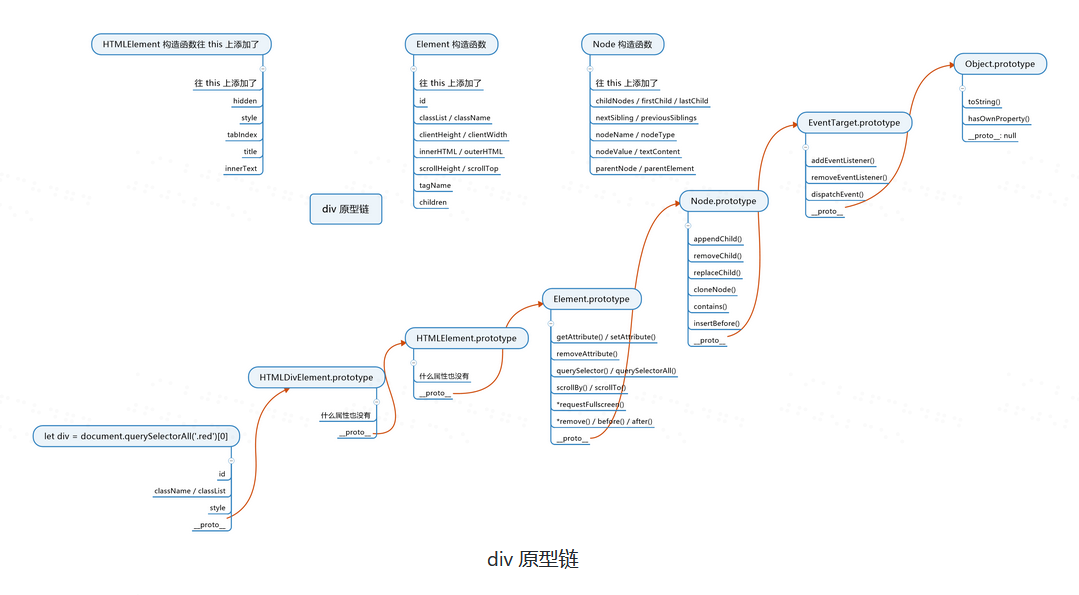 HTMLElement 构造函数往 this 上添加了
往 this 上添加了
hidden
style
tabIndex
title
innerText
Element 构造函数
往 this 上添加了
id
classList / className
clientHeight / clientWidth
innerHTML / outerHTML
scrollHeight / scrollTop
tagName
children
Node 构造函数
往 this 上添加了
childNodes / firstChild / lastChild
nextSibling / previousSiblings
nodeName / nodeType
nodeValue / textContent
parentNode / parentElement
Object.prototype
toString()
hasOwnProperty()
__proto__: null
EventTarget.prototype
addEventListener()
removeEventListener()
dispatchEvent()
__proto__
div 原型链
Node.prototype
appendChild()
removeChild()
replaceChild()
cloneNode()
contains()
insertBefore()
__proto__
Element.prototype
getAttribute() / setAttribute()
removeAttribute()
querySelector() / querySelectorAll()
scrollBy() / scrollTo()
*requestFullscreen()
*remove() / before() / after()
__proto__
HTMLElement.prototype
什么属性也没有
__proto__
HTMLDivElement.prototype
什么属性也没有
__proto__
let div = document.querySelectorAll('.red')[0]
id
className / classList
style
__proto__
div 原型链